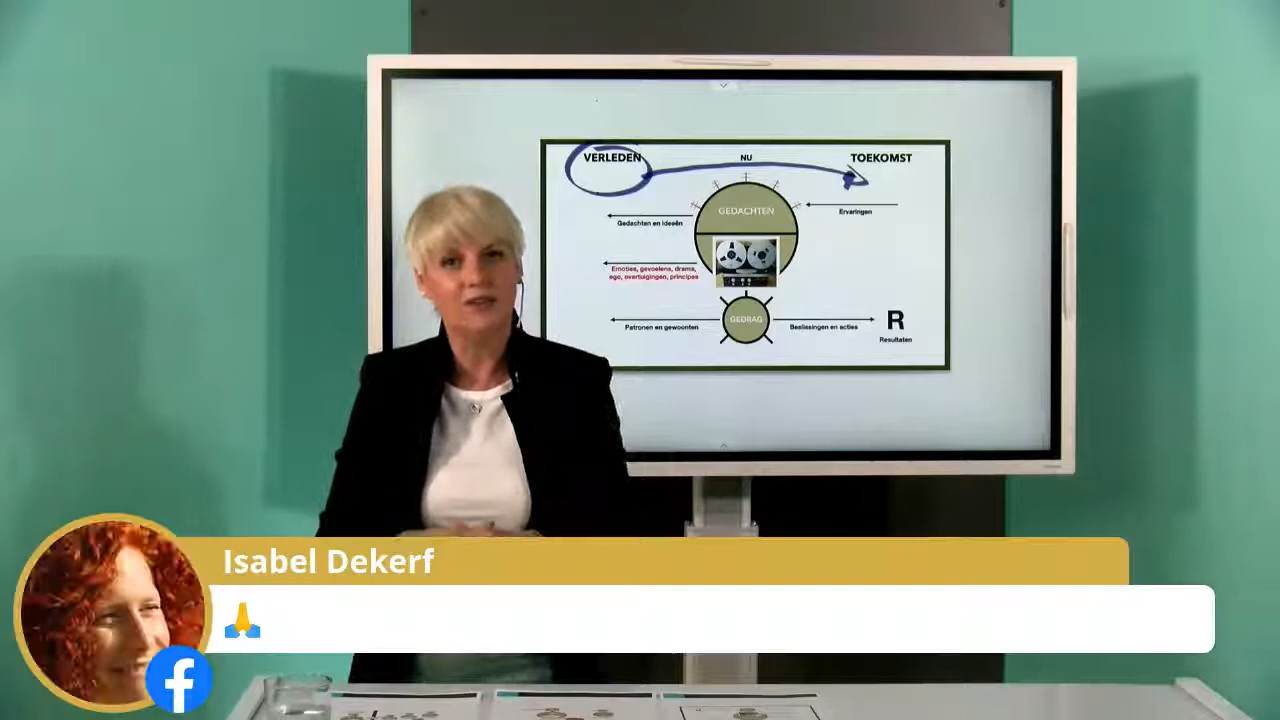 VERLEDEN
NU
TOEKOMST
GEDACHTEN
Ervaringen
Gedachten en ideeën
Emoties, gevoelens, drama,
ego, overtuigingen, principes
GEDRAG
Patronen en gewoonten
Beslissingen en acties
R
Resultaten
Isabel Dekerf
🙏